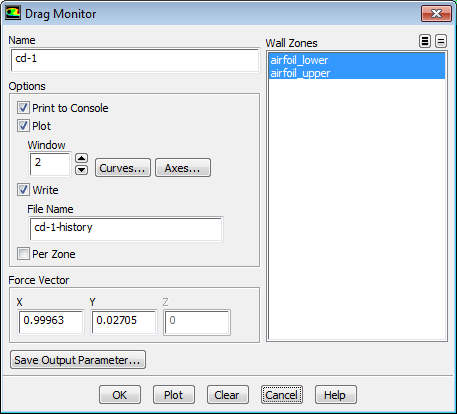 Drag Monitor
Name
cd-1
Options
Print to Console
Plot
Window
2
Curves...
Axes...
Write
File Name
cd-1-history
Per Zone
Force Vector
X
Y
Z
0.99963
0.02705
0
Save Output Parameter...
Wall Zones
airfoil_lower
airfoil_upper
OK
Plot
Clear
Cancel
Help